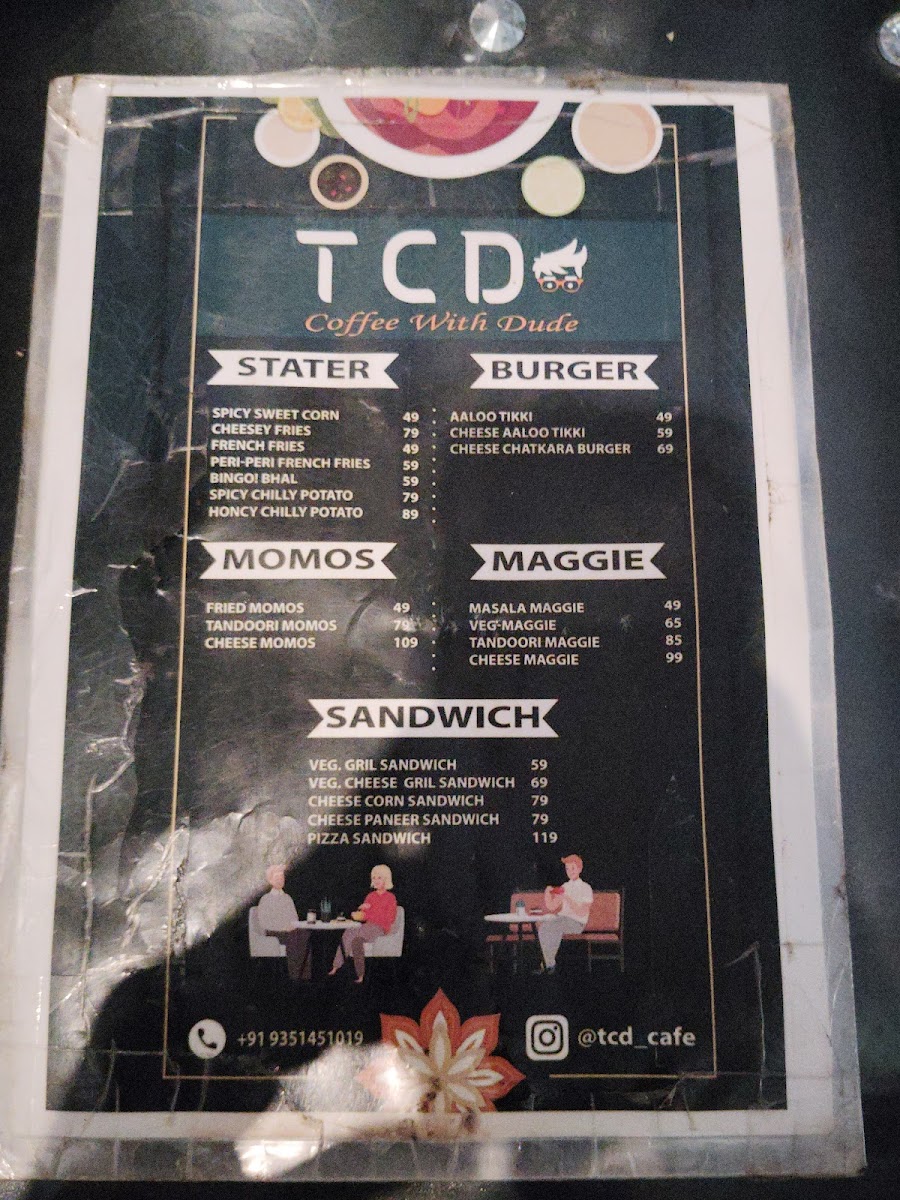 TCD
Coffee With Dude
STATER
SPICY SWEET CORN 49
CHEESEY FRIES 79
FRENCH FRIES 49
PERI-PERI FRENCH FRIES 59
BINGO! BHAL 59
SPICY CHILLY POTATO 79
HONCY CHILLY POTATO 89
BURGER
AALOO TIKKI 49
CHEESE AALOO TIKKI 59
CHEESE CHATKARA BURGER 69
MOMOS
FRIED MOMOS 49
TANDOORI MOMOS 79
CHEESE MOMOS 109
MAGGIE
MASALA MAGGIE 49
VEG-MAGGIE 65
TANDOORI MAGGIE 85
CHEESE MAGGIE 99
SANDWICH
VEG. GRIL SANDWICH 59
VEG. CHEESE GRIL SANDWICH 69
CHEESE CORN SANDWICH 79
CHEESE PANEER SANDWICH 79
PIZZA SANDWICH 119
+91 9351451019
@tcd_cafe